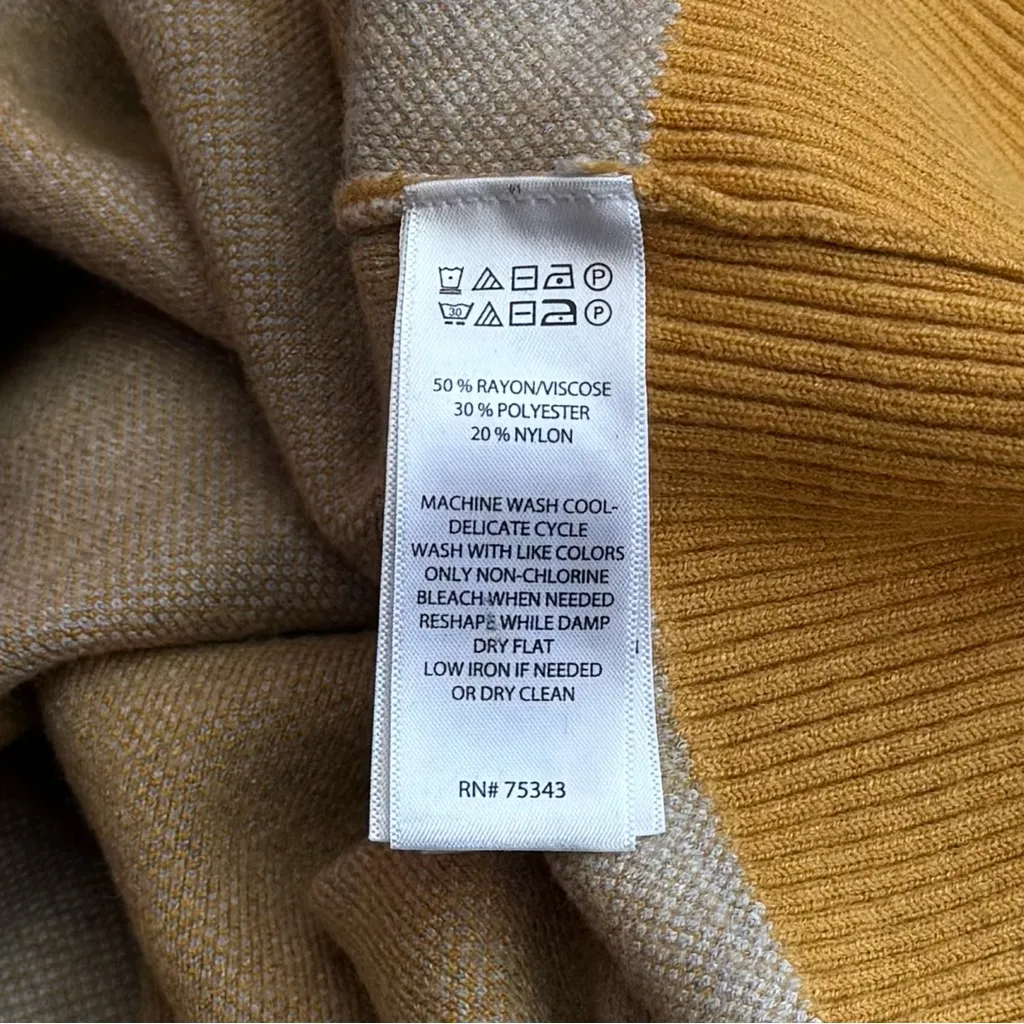 P
30 P
50 % RAYON/VISCOSE
30 % POLYESTER
20 % NYLON
MACHINE WASH COOL-
DELICATE CYCLE
WASH WITH LIKE COLORS
ONLY NON-CHLORINE
BLEACH WHEN NEEDED
RESHAPE WHILE DAMP
DRY FLAT
LOW IRON IF NEEDED
OR DRY CLEAN
RN# 75343